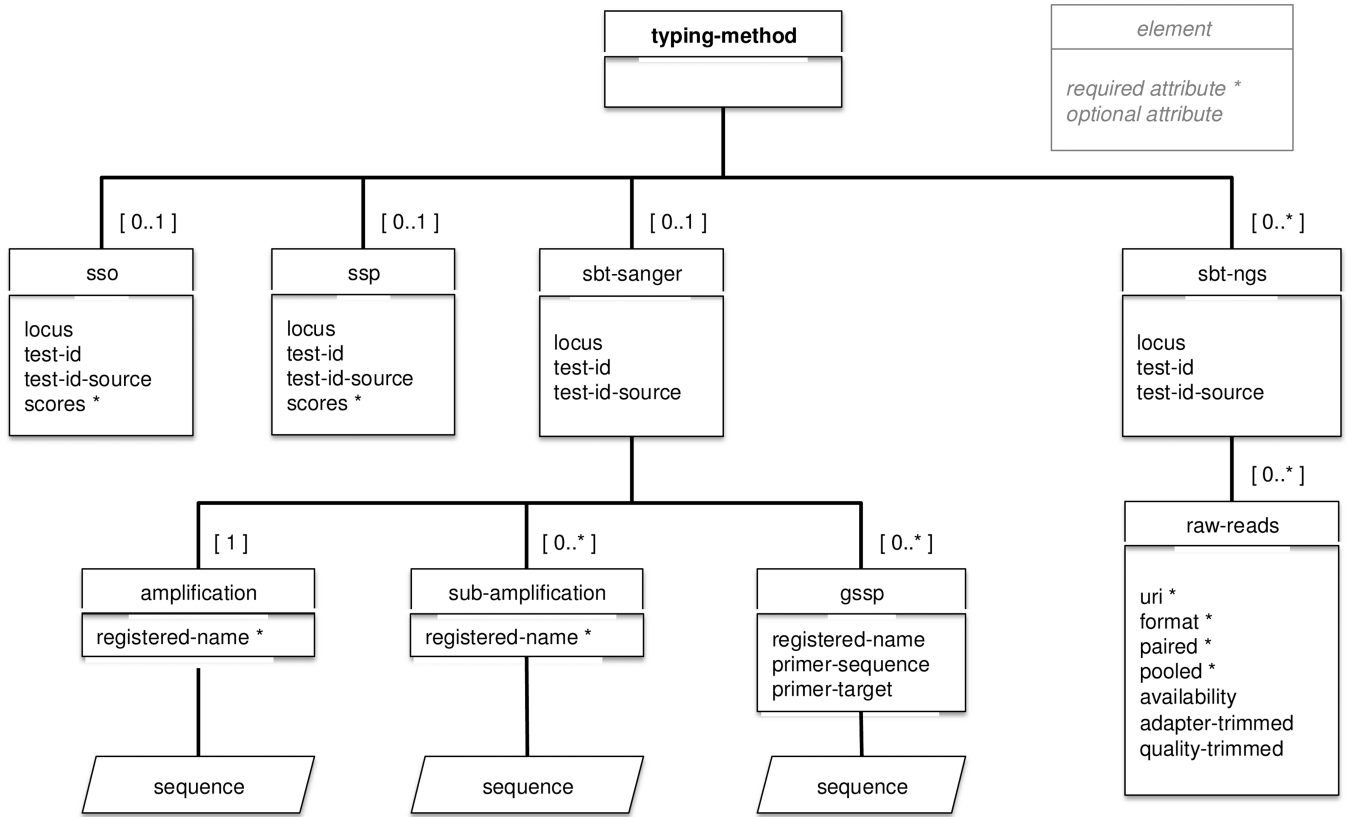 typing-method
element
required attribute *
optional attribute
[ 0..1 ]
[ 0..1 ]
[ 0..1 ]
[ 0..* ]
sso
locus
test-id
test-id-source
scores *
ssp
locus
test-id
test-id-source
scores *
sbt-sanger
locus
test-id
test-id-source
sbt-ngs
locus
test-id
test-id-source
[ 0..* ]
raw-reads
uri *
format *
paired *
pooled *
availability
adapter-trimmed
quality-trimmed
[ 1 ]
[ 0..* ]
[ 0..* ]
amplification
registered-name *
sub-amplification
registered-name *
gssp
registered-name
primer-sequence
primer-target
sequence
sequence
sequence